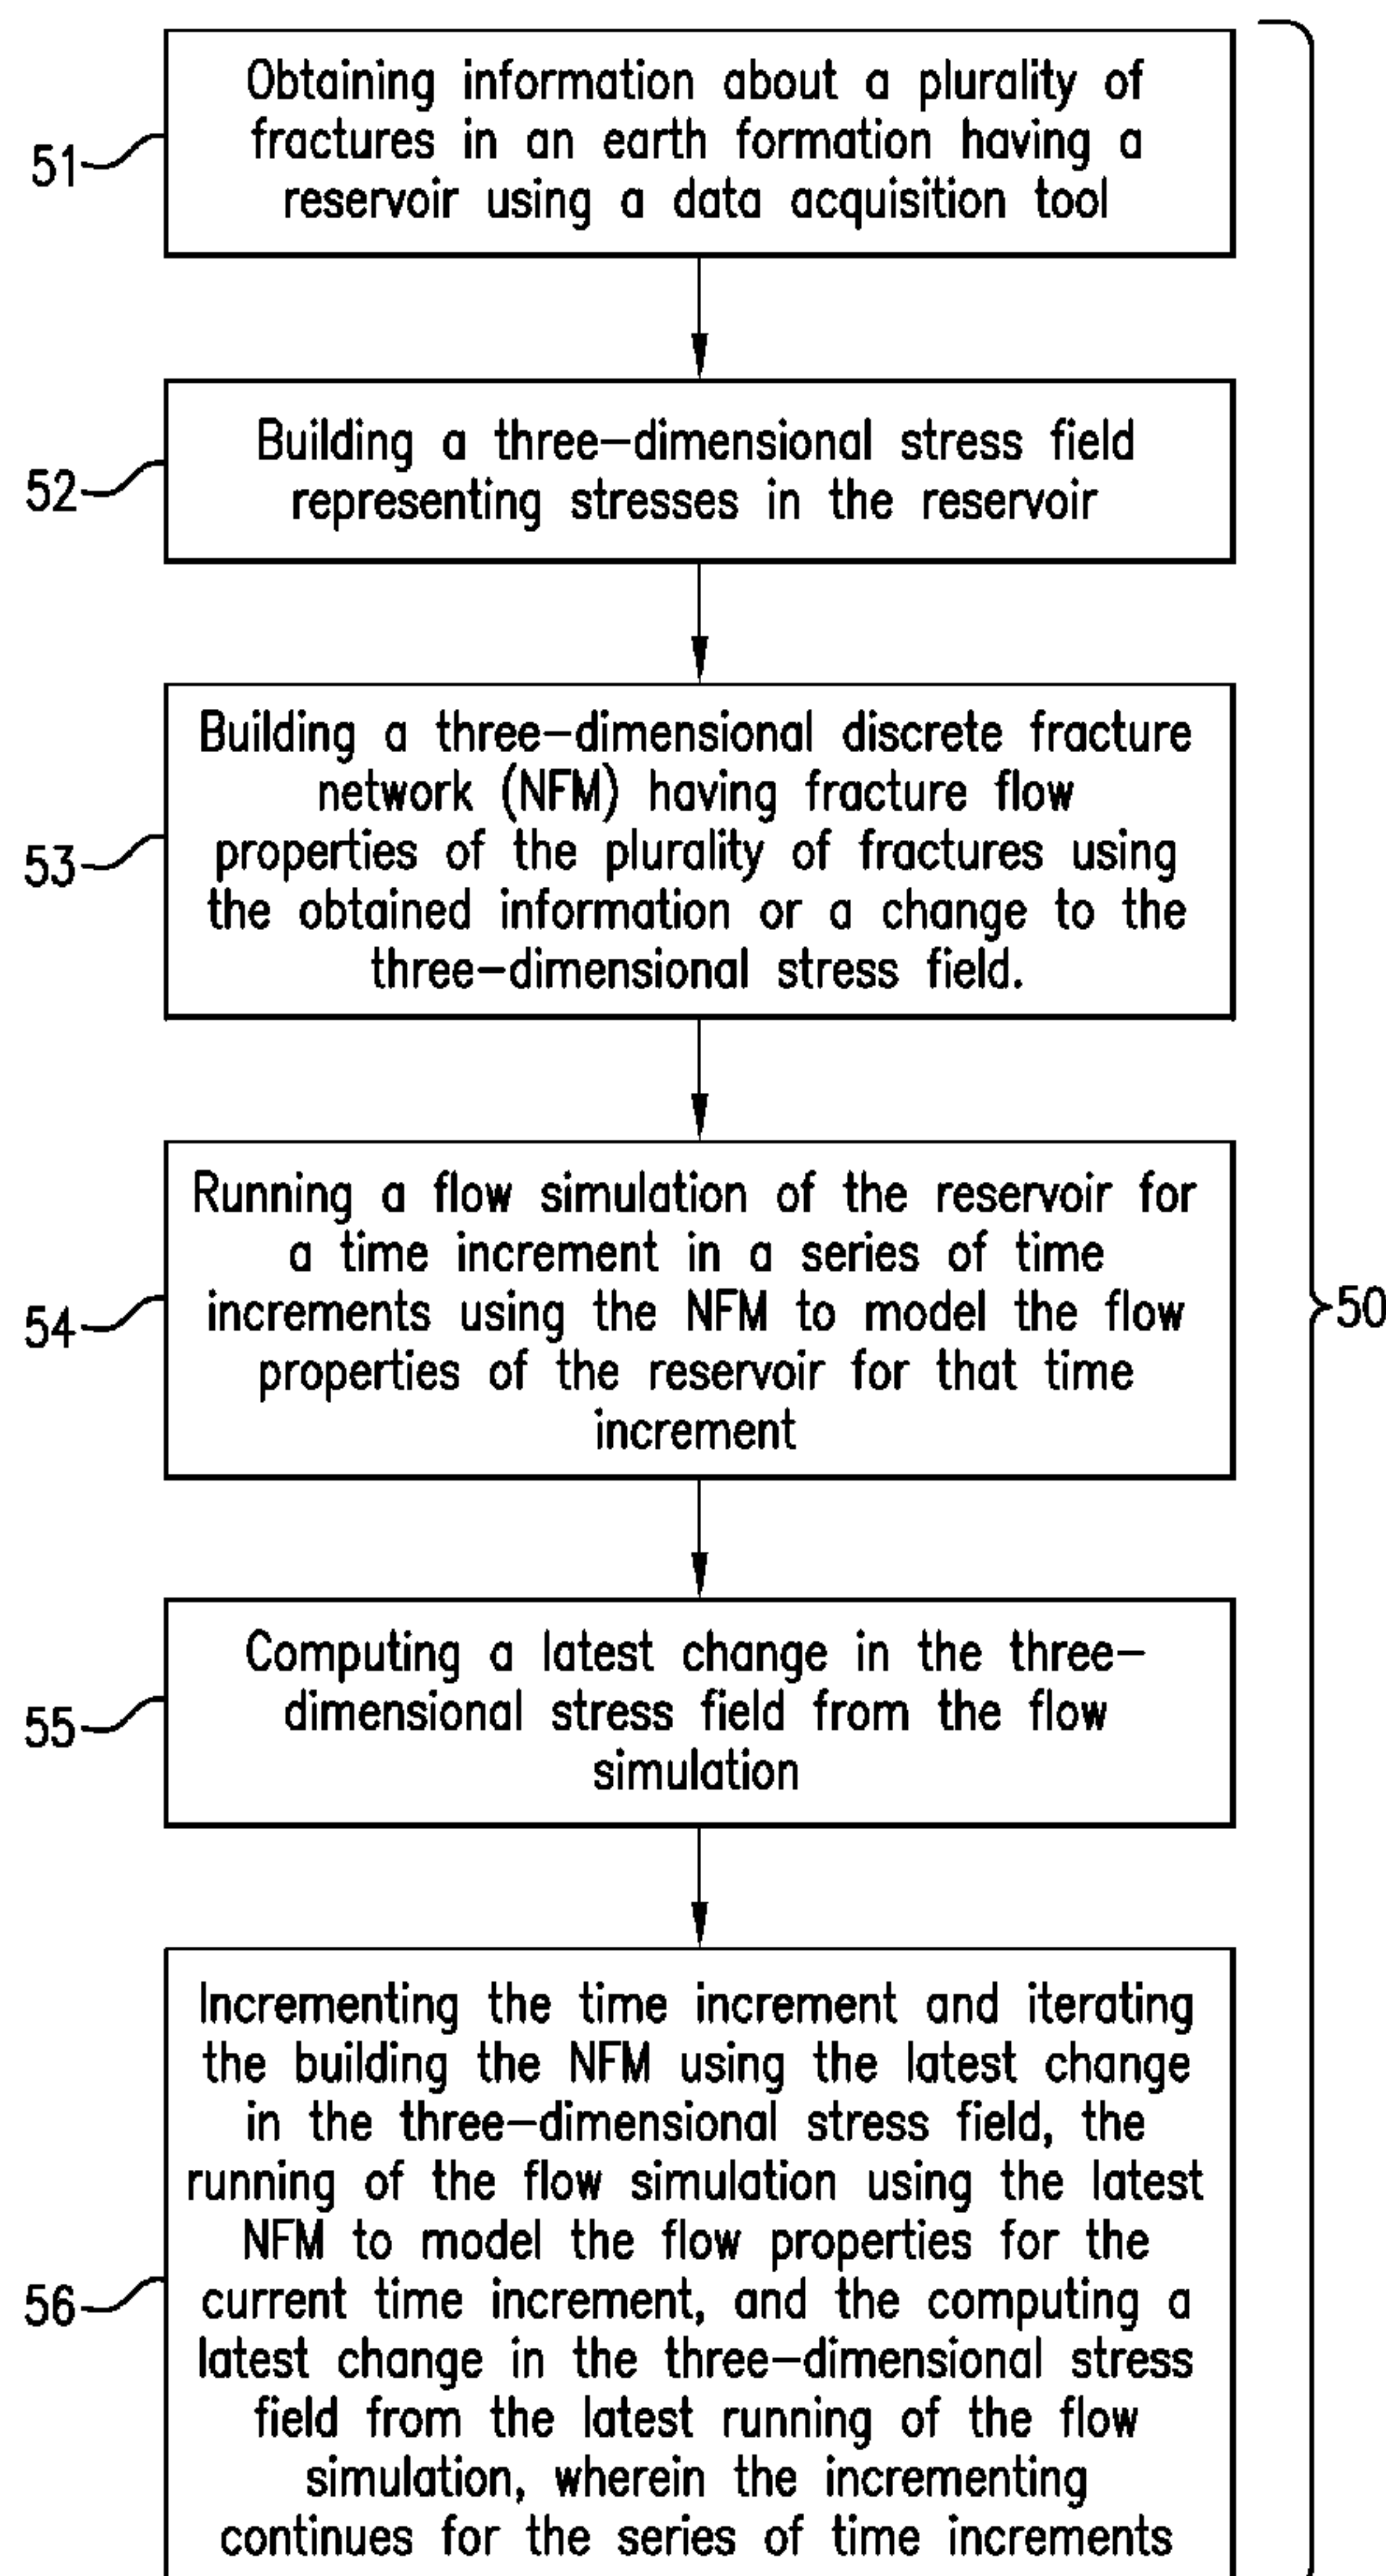 Obtaining information about a plurality of
fractures in an earth formation having a
reservoir using a data acquisition tool
51
Building a three-dimensional stress field
representing stresses in the reservoir
52
Building a three-dimensional discrete fracture
network (NFM) having fracture flow
properties of the plurality of fractures using
the obtained information or a change to the
three-dimensional stress field.
53
Running a flow simulation of the reservoir for
a time increment in a series of time
increments using the NFM to model the flow
properties of the reservoir for that time
increment
54
50
Computing a latest change in the three-
dimensional stress field from the flow
simulation
55
Incrementing the time increment and iterating
the building the NFM using the latest change
in the three-dimensional stress field, the
running of the flow simulation using the latest
NFM to model the flow properties for the
current time increment, and the computing a
latest change in the three-dimensional stress
field from the latest running of the flow
simulation, wherein the incrementing
continues for the series of time increments
56